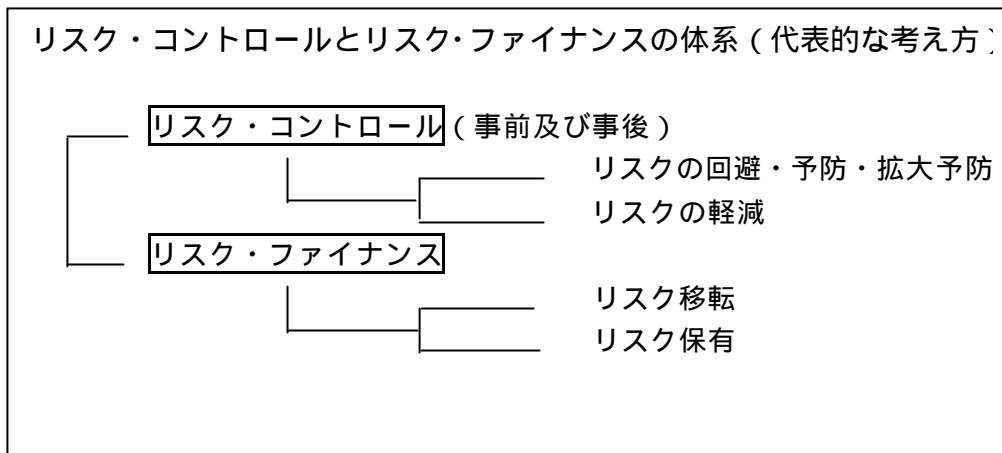 リスク・コントロールとリスク・ファイナンスの体系（代表的な考え方）
リスク・コントロール（事前及び事後）
リスクの回避・予防・拡大予防
リスクの軽減
リスク・ファイナンス
リスク移転
リスク保有